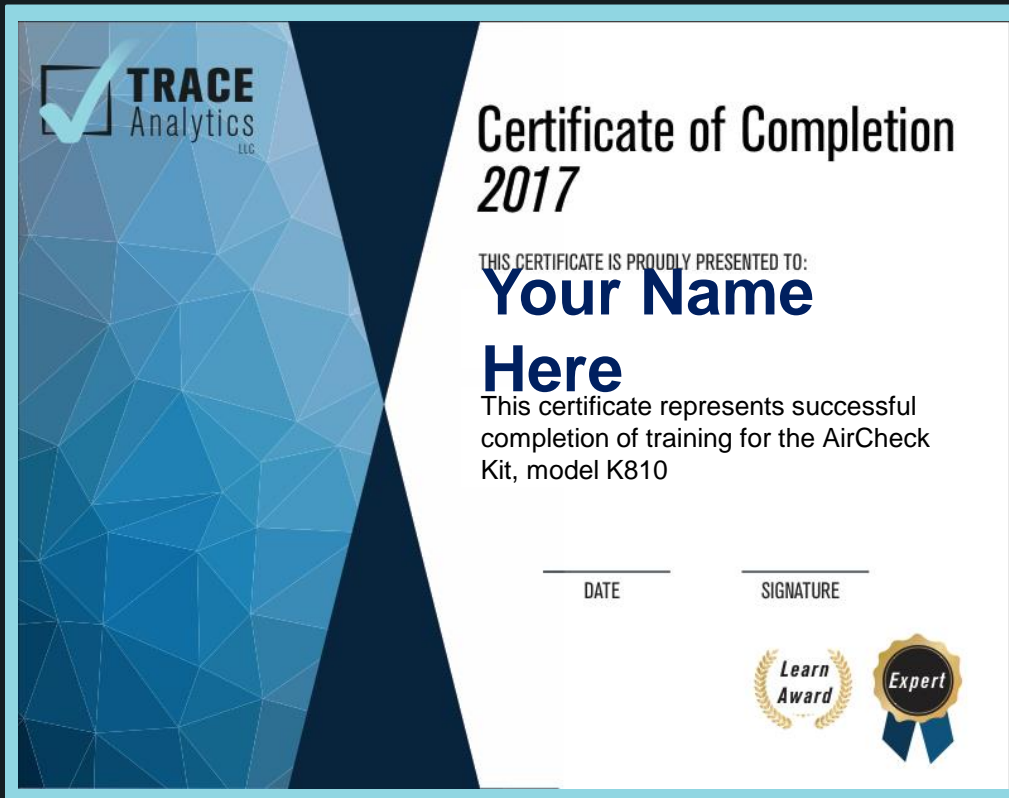 TRACE
Analytics
LLC
Certificate of Completion
2017
THIS CERTIFICATE IS PROUDLY PRESENTED TO:
Your Name
Here
This certificate represents successful
completion of training for the AirCheck
Kit, model K810
DATE
SIGNATURE
Learn
Award
Expert